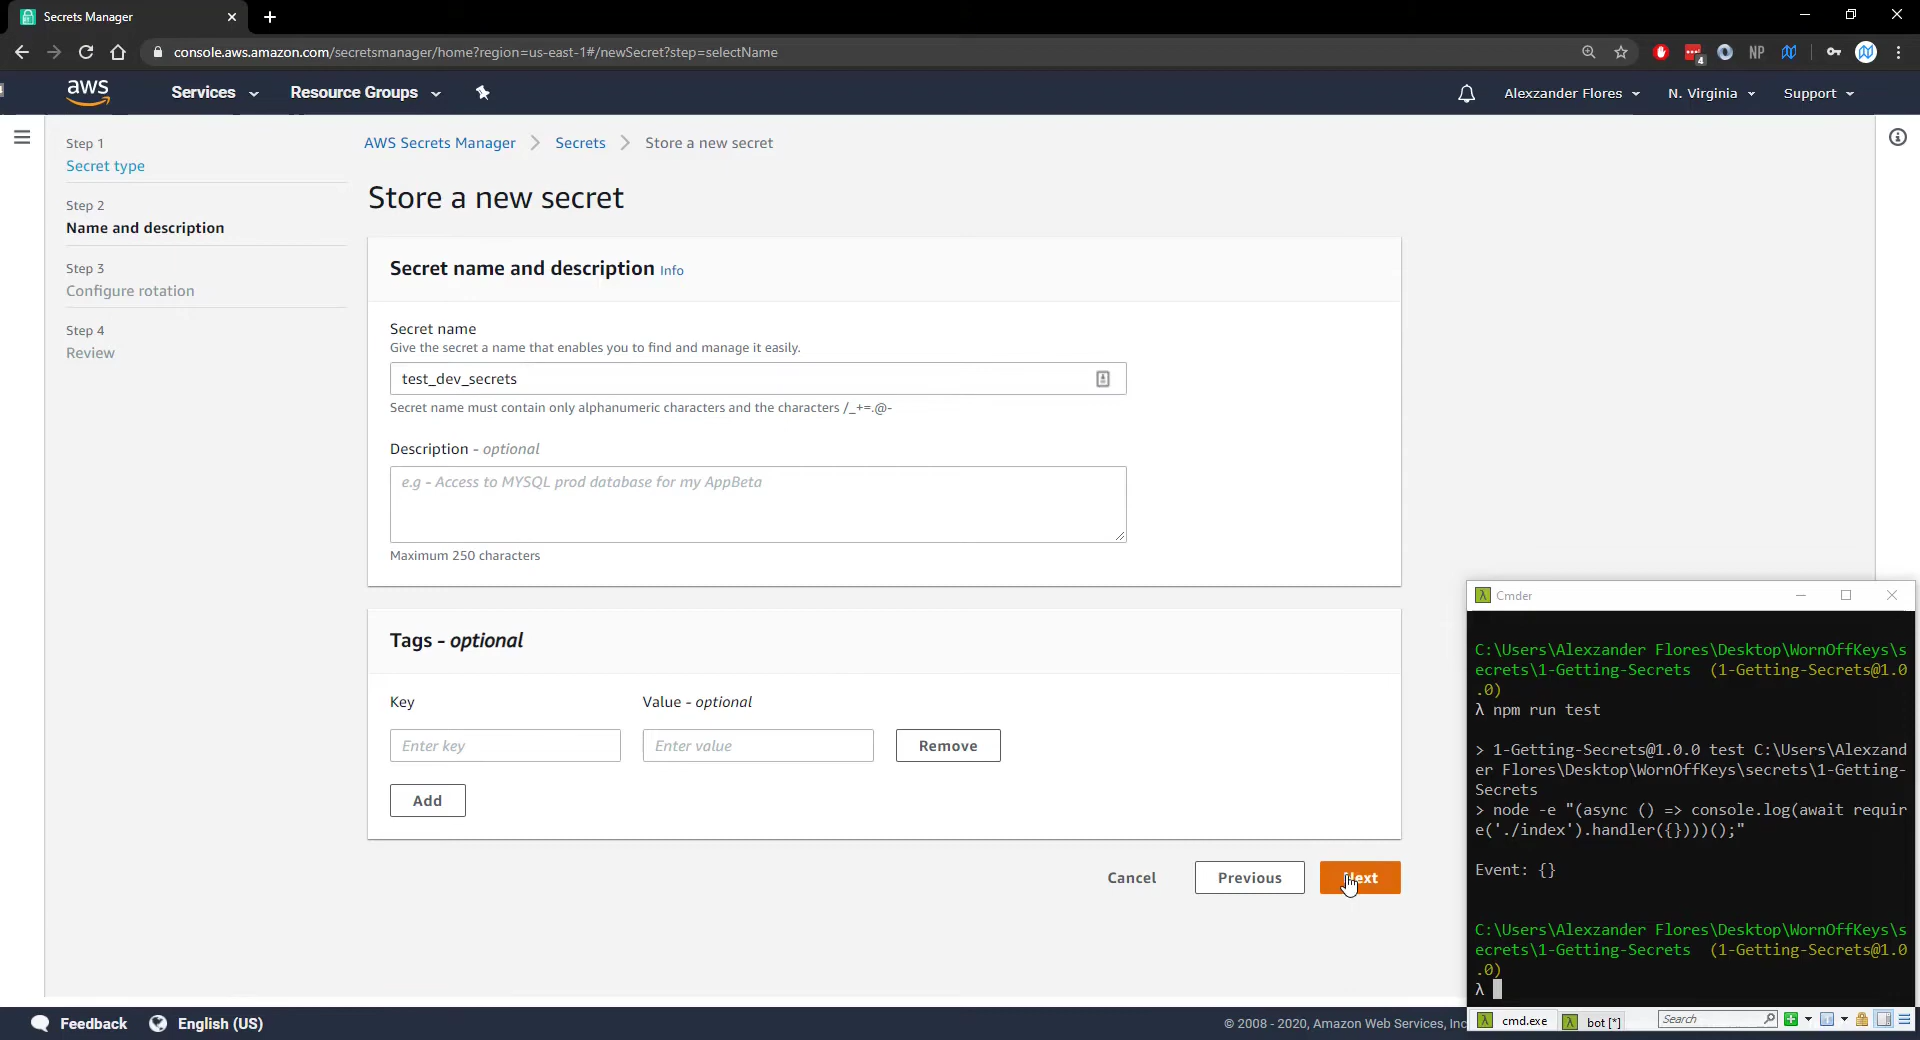 Secrets Manager
console.aws.amazon.com/secretsmanager/home?region=us-east-1#/newSecret?step=selectName
4
NP
aws
Services
Resource Groups
Alexzander Flores
N. Virginia
Support
Step 1
Secret type
Step 2
Name and description
Step 3
Configure rotation
Step 4
Review
AWS Secrets Manager
Secrets
Store a new secret
Store a new secret
Secret name and description Info
Secret name
Give the secret a name that enables you to find and manage it easily.
test_dev_secrets
Secret name must contain only alphanumeric characters and the characters /_+=.@-
Description - optional
e.g - Access to MYSQL prod database for my AppBeta
Maximum 250 characters
Tags - optional
Key
Value - optional
Enter key
Enter value
Remove
Add
Cancel
Previous
Next
Cmder
C:\Users\Alexzander Flores\Desktop\WornOffKeys\s
ecrets\1-Getting-Secrets (1-Getting-Secrets@1.0
.0)
λ npm run test
> 1-Getting-Secrets@1.0.0 test C:\Users\Alexzand
er Flores\Desktop\WornOffKeys\secrets\1-Getting-
Secrets
> node -e "(async () => console.log(await requir
e('./index').handler({})))();"
Event: {}
C:\Users\Alexzander Flores\Desktop\WornOffKeys\s
ecrets\1-Getting-Secrets (1-Getting-Secrets@1.0
.0)
λ
cmd.exe
bot [*]
Search
Feedback
English (US)
© 2008 - 2020, Amazon Web Services, Inc